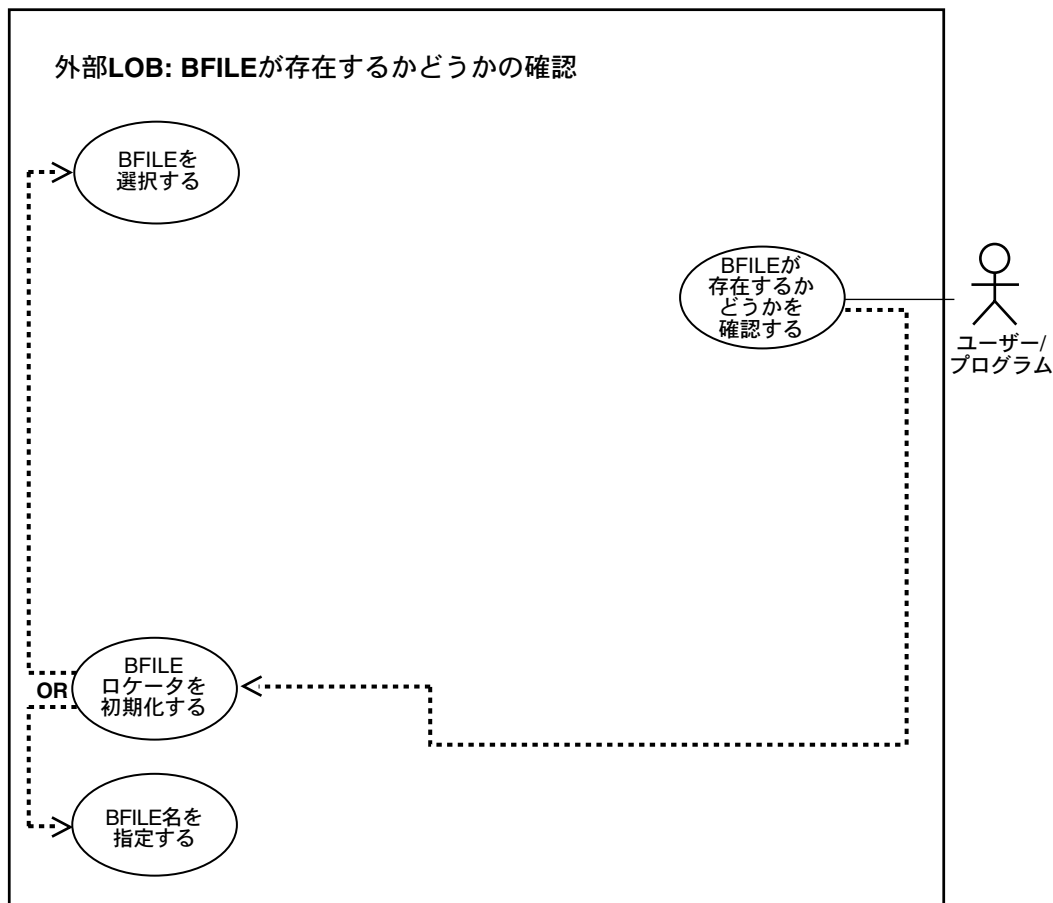 外部LOB: BFILEが存在するかどうかの確認
BFILEを
選択する
BFILEが
存在するか
どうかを
確認する
ユーザー/
プログラム
BFILE
ロケータを
初期化する
OR
BFILE名を
指定する